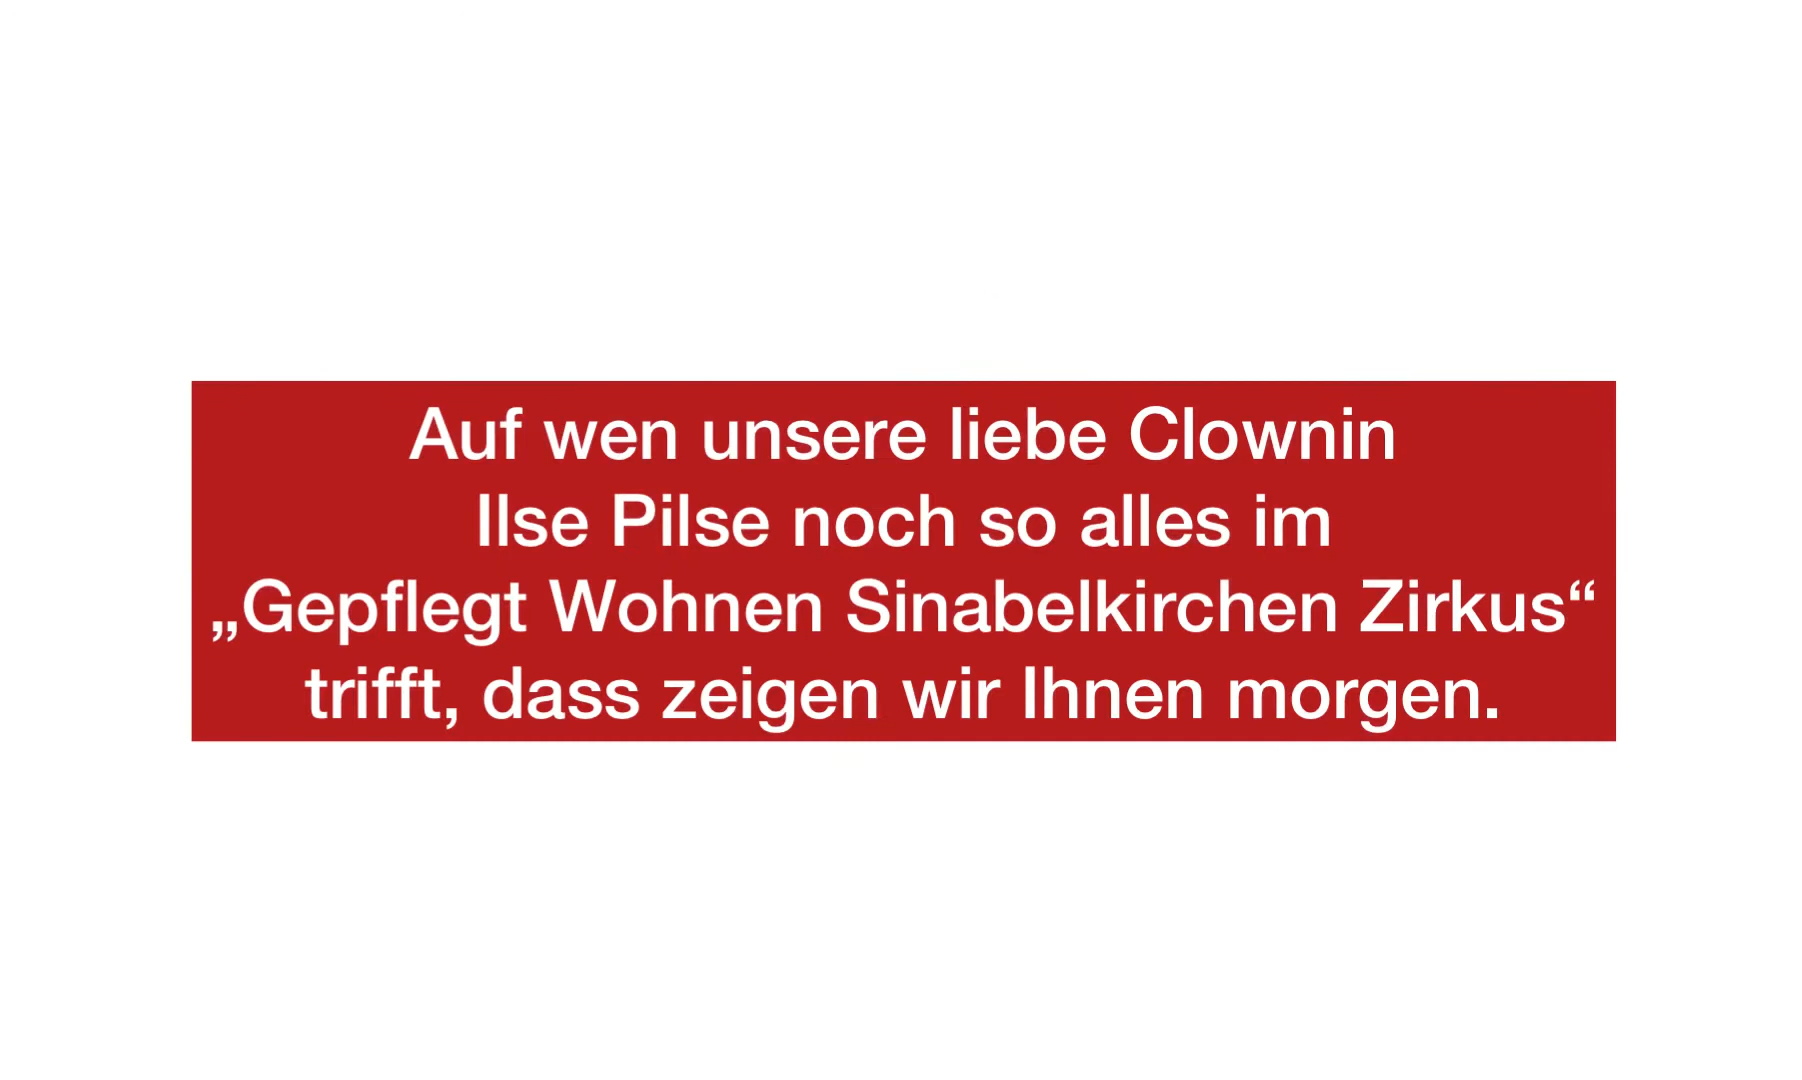 Auf wen unsere liebe Clownin
Ilse Pilse noch so alles im
„Gepflegt Wohnen Sinabelkirchen Zirkus“
trifft, dass zeigen wir Ihnen morgen.